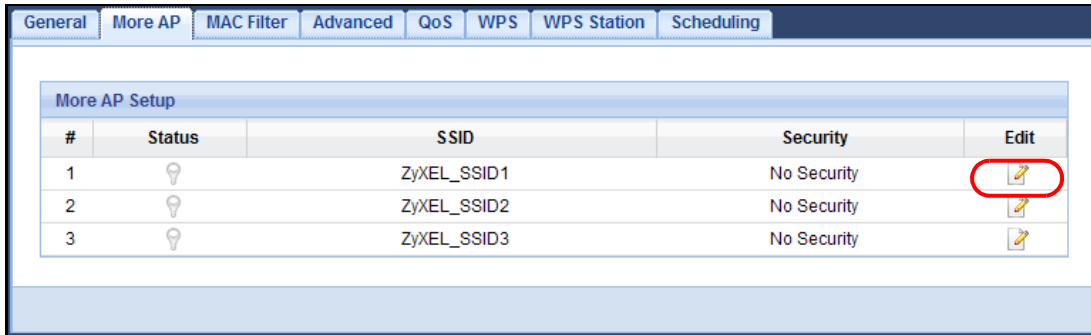 General More AP MAC Filter Advanced QoS WPS WPS Station Scheduling
More AP Setup
# Status SSID Security Edit
1 ZyXEL_SSID1 No Security
2 ZyXEL_SSID2 No Security
3 ZyXEL_SSID3 No Security